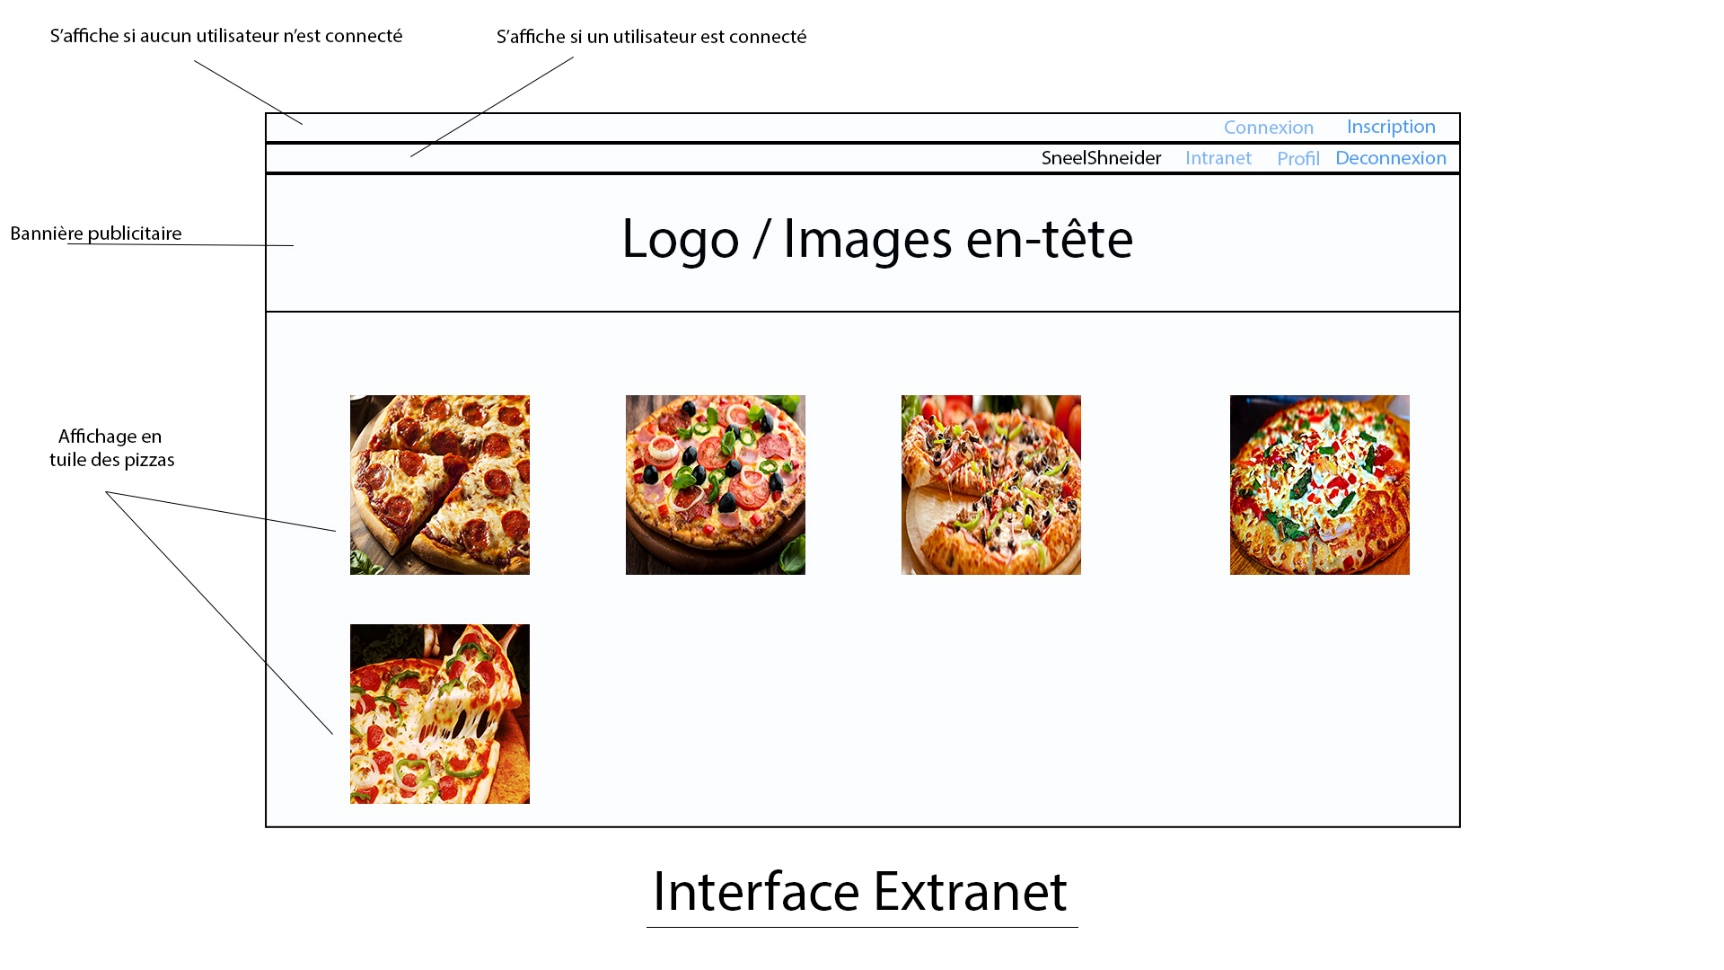 S’affiche si aucun utilisateur n’est connecté
S’affiche si un utilisateur est connecté
Connexion Inscription
SneelShneider Intranet Profil Deconnexion
Bannière publicitaire
Logo / Images en-tête
Affichage en
tuile des pizzas
Interface Extranet